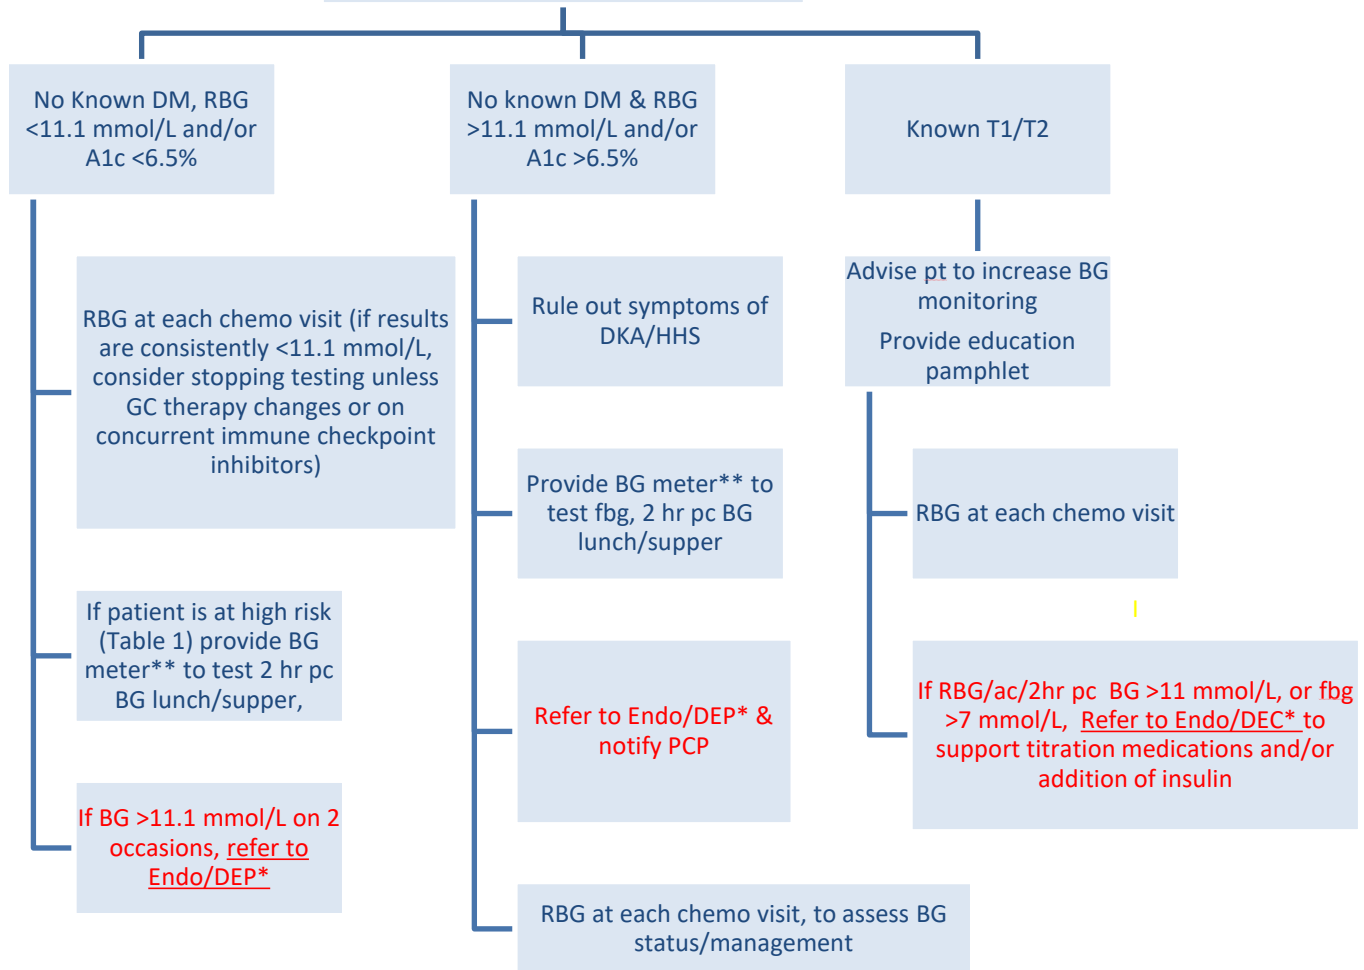 No Known DM, RBG
<11.1 mmol/L and/or
A1c <6.5%
No known DM & RBG
>11.1 mmol/L and/or
A1c >6.5%
Known T1/T2
RBG at each chemo visit (if results
are consistently <11.1 mmol/L,
consider stopping testing unless
GC therapy changes or on
concurrent immune checkpoint
inhibitors)
If patient is at high risk
(Table 1) provide BG
meter** to test 2 hr pc
BG lunch/supper,
If BG >11.1 mmol/L on 2
occasions, refer to
Endo/DEP*
Rule out symptoms of
DKA/HHS
Provide BG meter** to
test fbg, 2 hr pc BG
lunch/supper
Refer to Endo/DEP* &
notify PCP
RBG at each chemo visit, to assess BG
status/management
Advise pt to increase BG
monitoring
Provide education
pamphlet
RBG at each chemo visit
If RBG/ac/2hr pc BG >11 mmol/L, or fbg
>7 mmol/L, Refer to Endo/DEC* to
support titration medications and/or
addition of insulin